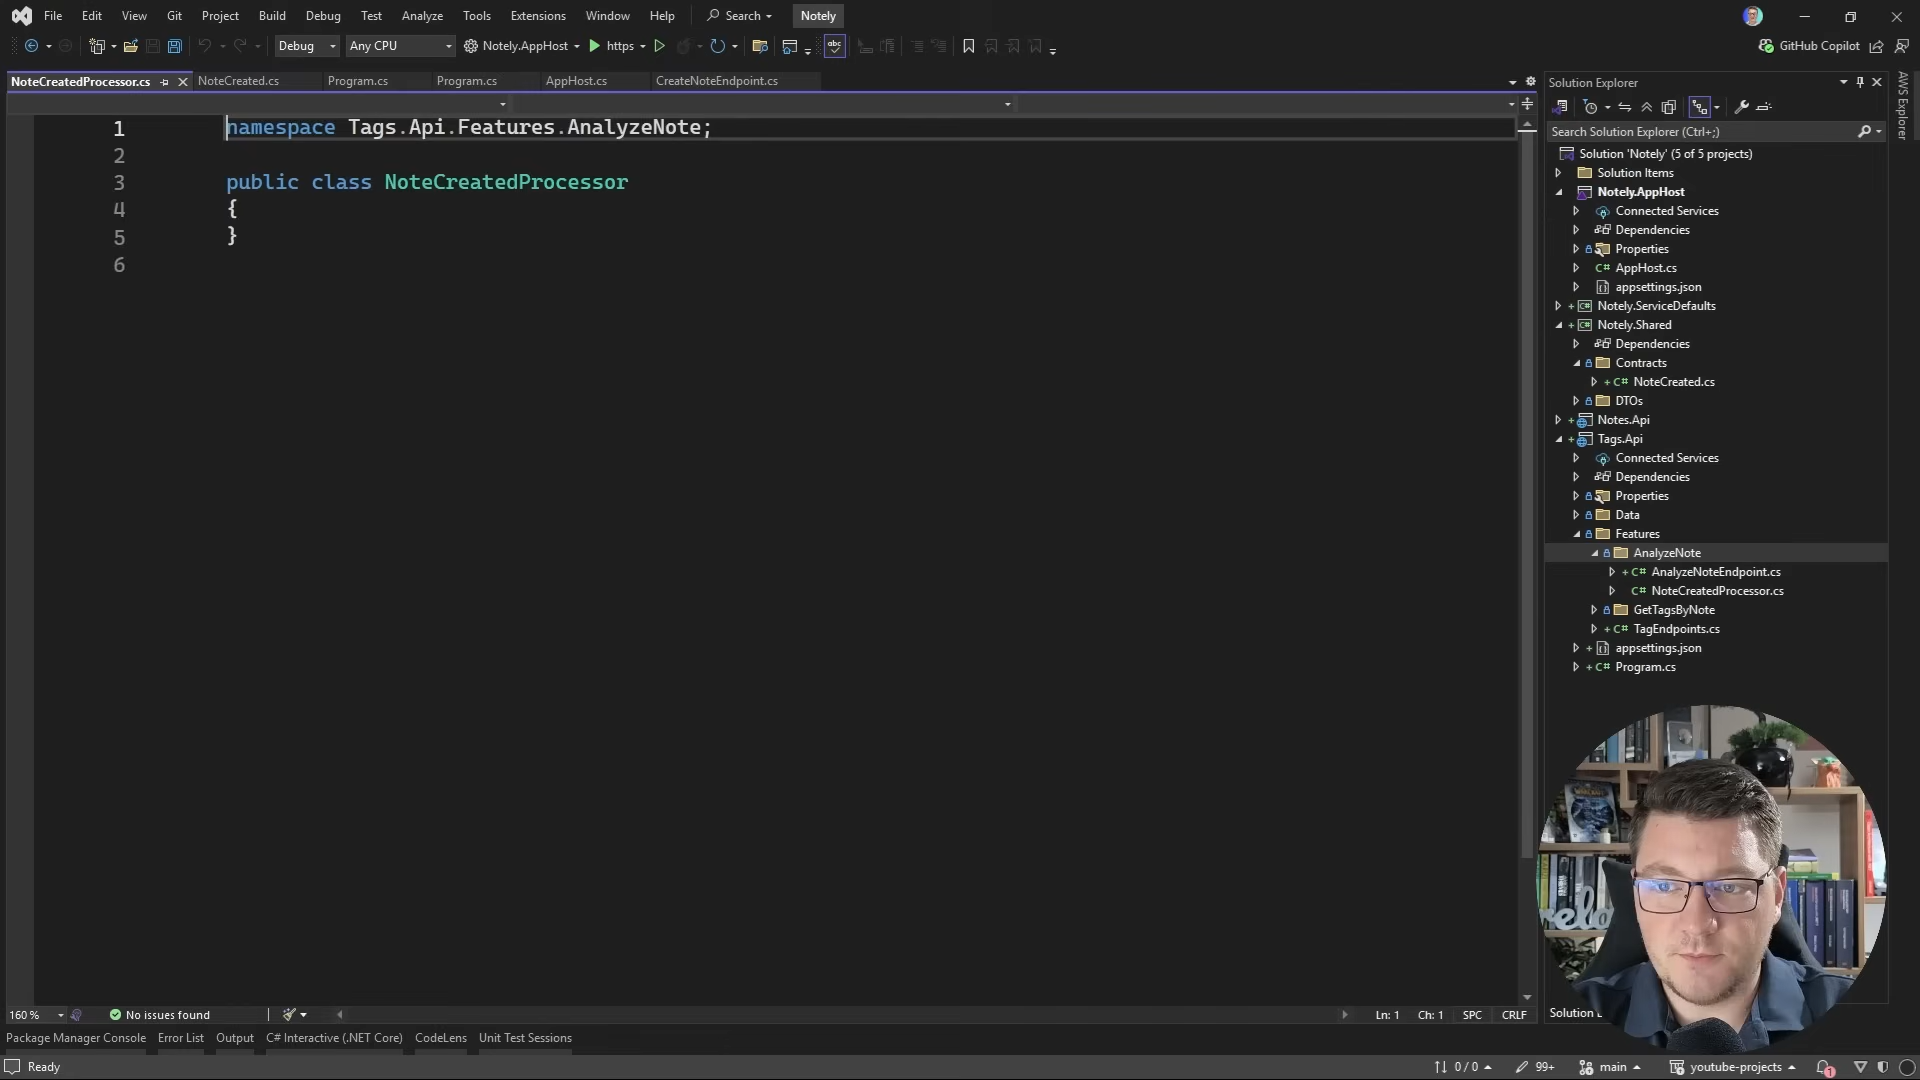 File Edit View Git Project Build Debug Test Analyze Tools Extensions Window Help Search Notely
Debug Any CPU Notely.AppHost https abc GitHub Copilot
NoteCreatedProcessor.cs NoteCreated.cs Program.cs Program.cs AppHost.cs CreateNoteEndpoint.cs
1 namespace Tags.Api.Features.AnalyzeNote;
2
3 public class NoteCreatedProcessor
4 {
5 }
6
Solution Explorer
Search Solution Explorer (Ctrl+;)
Solution 'Notely' (5 of 5 projects)
Solution Items
Notely.AppHost
Connected Services
Dependencies
Properties
C# AppHost.cs
appsettings.json
Notely.ServiceDefaults
Notely.Shared
Dependencies
Contracts
C# NoteCreated.cs
DTOs
Notes.Api
Tags.Api
Connected Services
Dependencies
Properties
Data
Features
AnalyzeNote
C# AnalyzeNoteEndpoint.cs
C# NoteCreatedProcessor.cs
GetTagsByNote
C# TagEndpoints.cs
appsettings.json
C# Program.cs
AWS Explorer
160 % No issues found Ln: 1 Ch: 1 SPC CRLF
Package Manager Console Error List Output C# Interactive (.NET Core) CodeLens Unit Test Sessions
Ready 0 / 0 99+ main youtube-projects 1